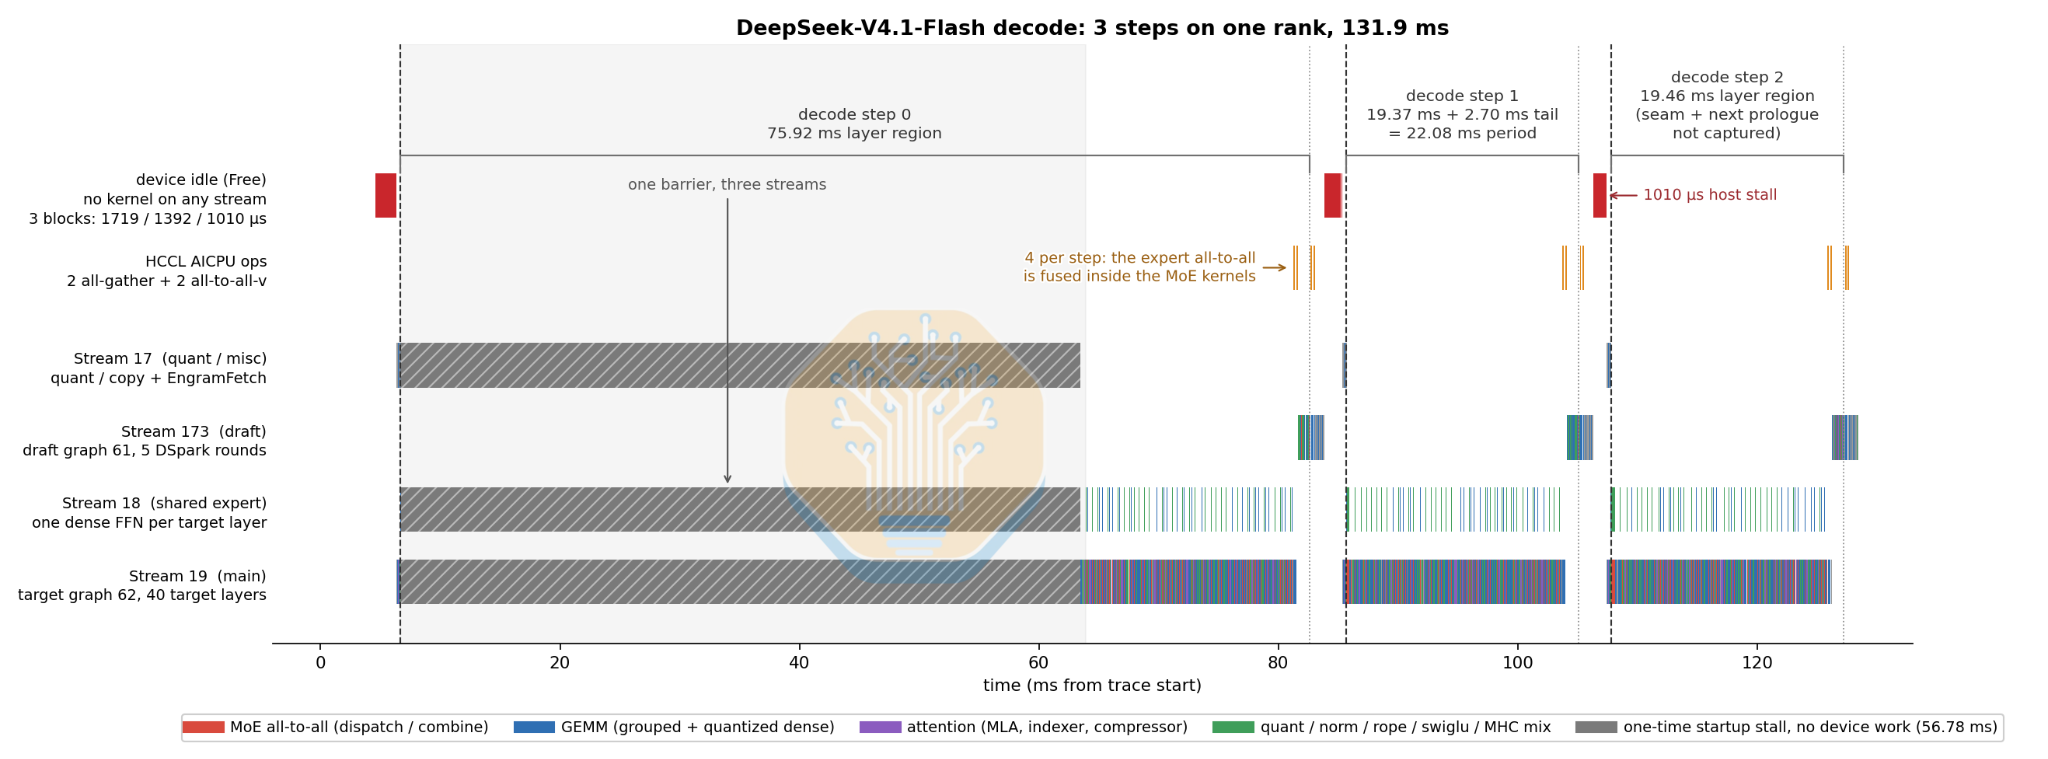 DeepSeek-V4.1-Flash decode: 3 steps on one rank, 131.9 ms
decode step 0
75.92 ms layer region
decode step 1
19.37 ms + 2.70 ms tail
= 22.08 ms period
decode step 2
19.46 ms layer region
(seam + next prologue
not captured)
device idle (Free)
no kernel on any stream
3 blocks: 1719 / 1392 / 1010 µs
one barrier, three streams
1010 µs host stall
HCCL AICPU ops
2 all-gather + 2 all-to-all-v
4 per step: the expert all-to-all
is fused inside the MoE kernels
Stream 17 (quant / misc)
quant / copy + EngramFetch
Stream 173 (draft)
draft graph 61, 5 DSpark rounds
Stream 18 (shared expert)
one dense FFN per target layer
Stream 19 (main)
target graph 62, 40 target layers
0 20 40 60 80 100 120
time (ms from trace start)
MoE all-to-all (dispatch / combine) GEMM (grouped + quantized dense) attention (MLA, indexer, compressor) quant / norm / rope / swiglu / MHC mix one-time startup stall, no device work (56.78 ms)